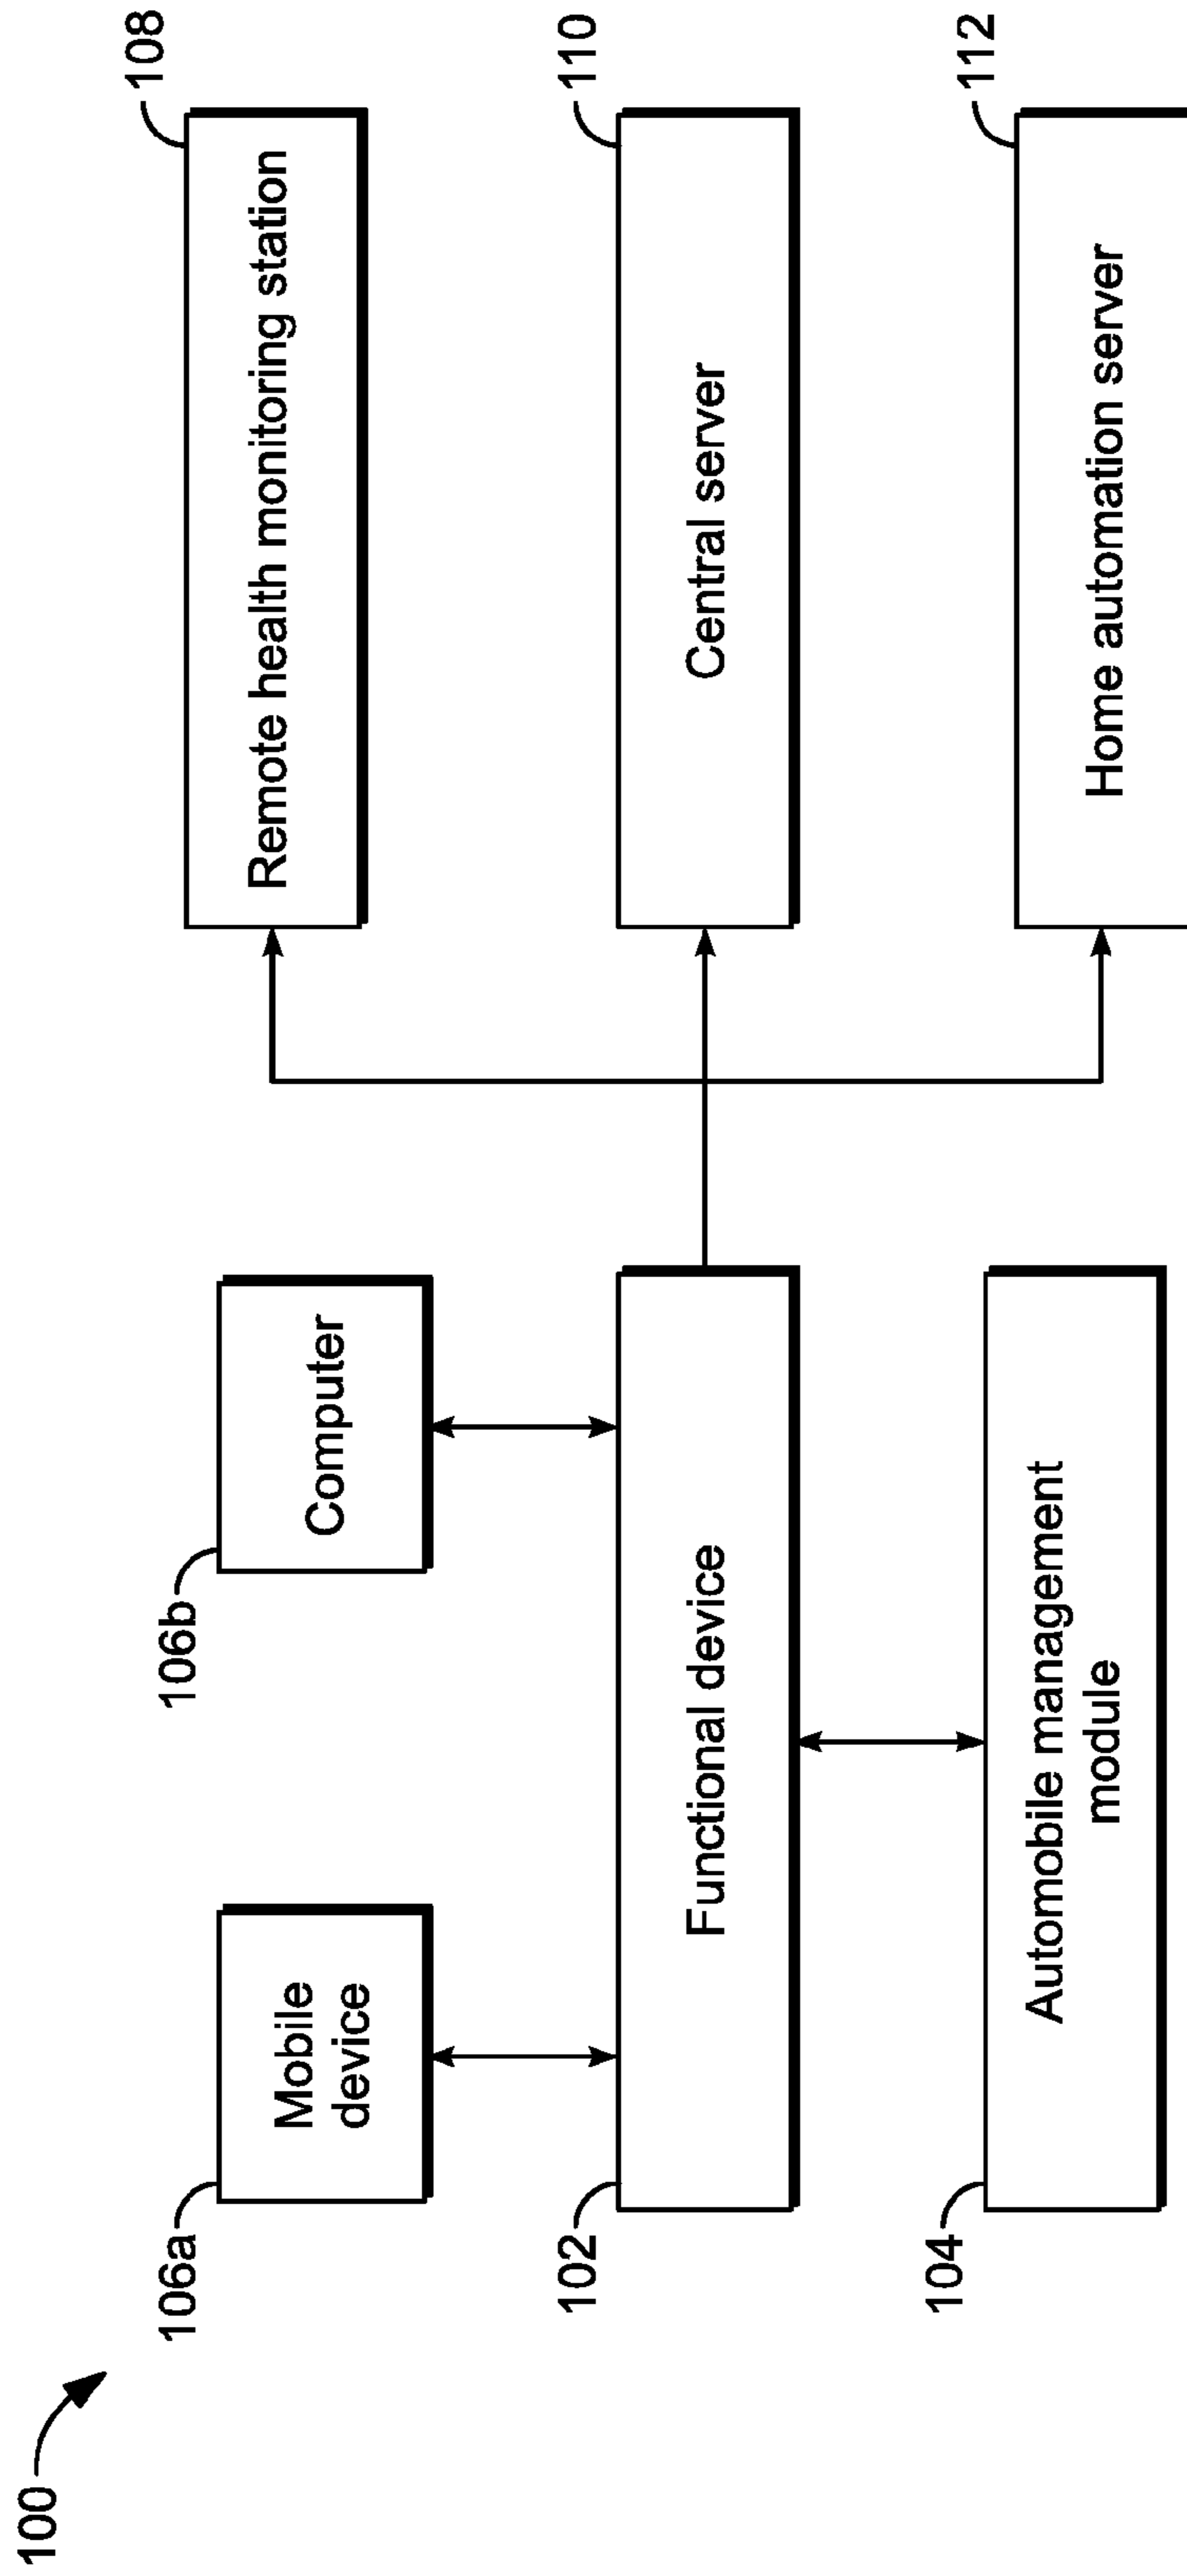 100
106a
Mobile
device
106b
Computer
108
Remote health monitoring station
102
Functional device
110
Central server
104
Automobile management
module
112
Home automation server